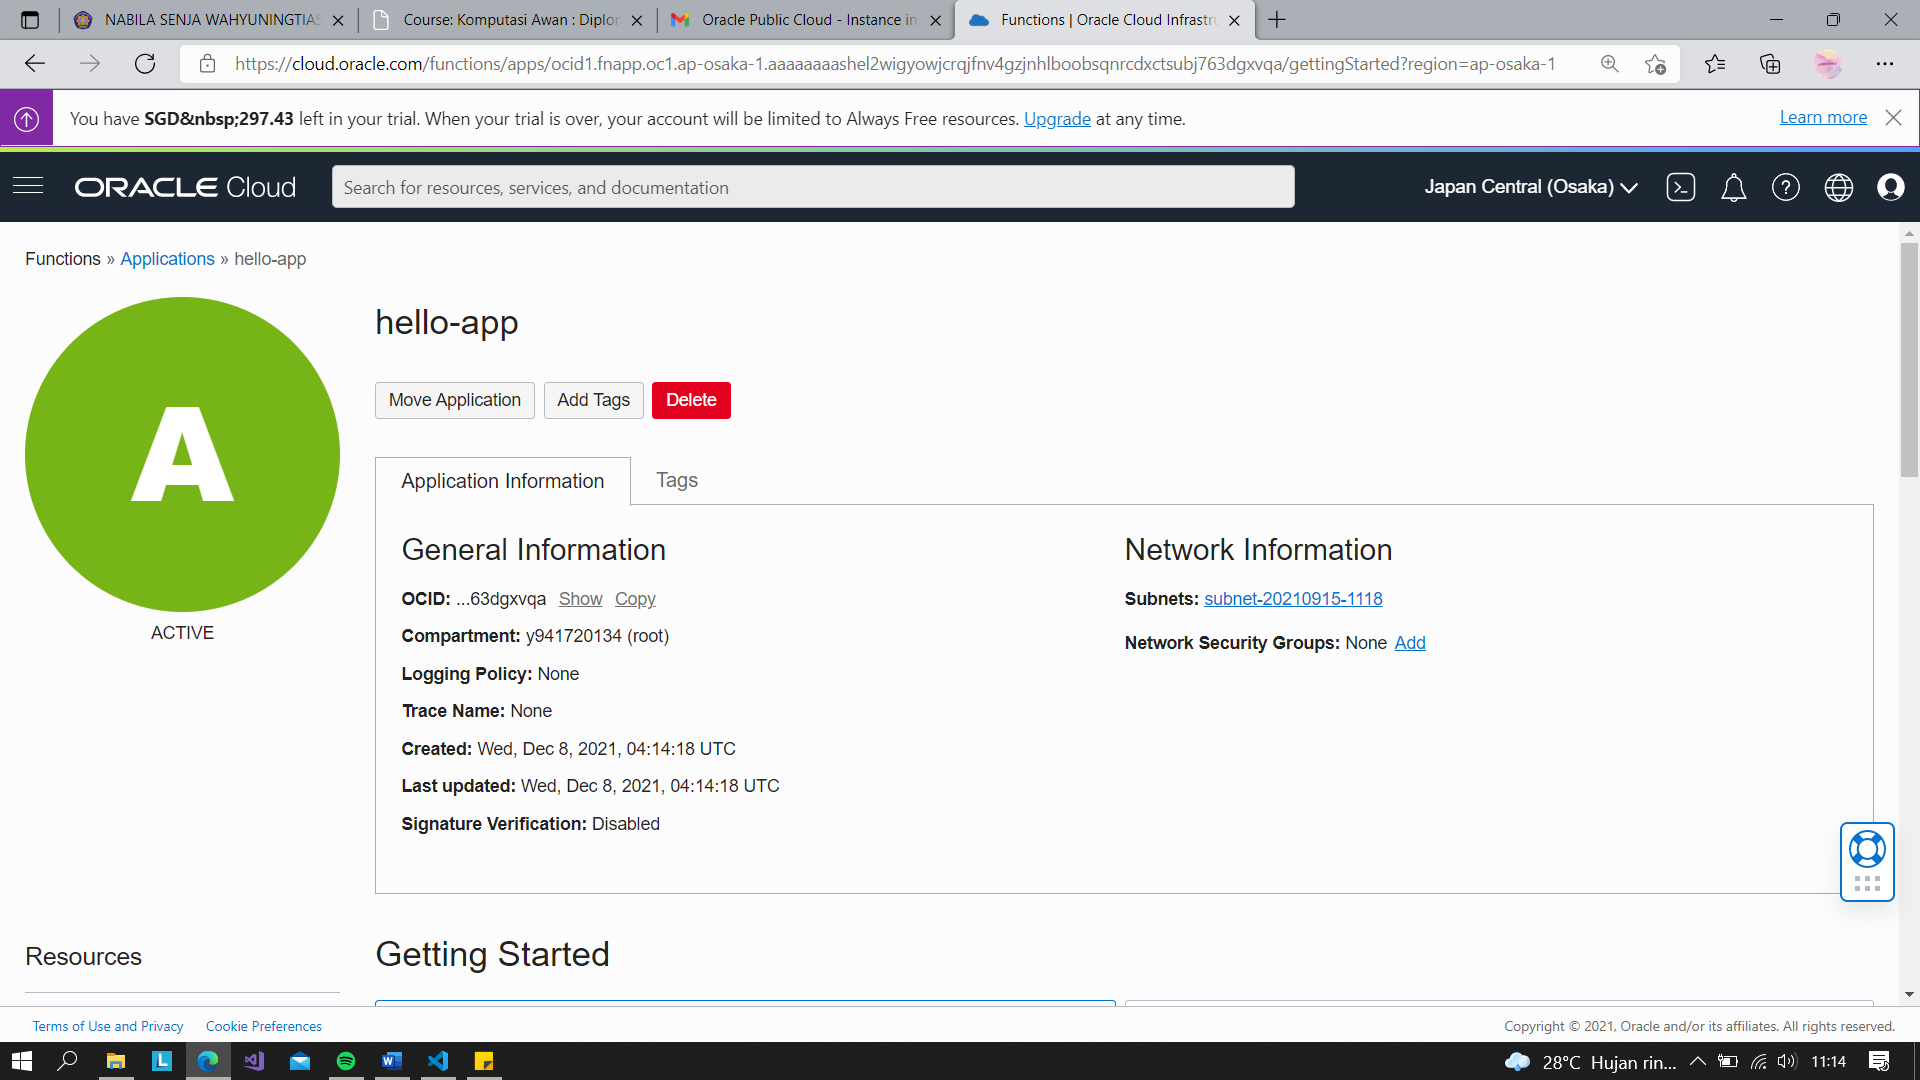 NABILA SENJA WAHYUNINGTIAS
Course: Komputasi Awan : Diplor
Oracle Public Cloud - Instance in
Functions | Oracle Cloud Infrastru
https://cloud.oracle.com/functions/apps/ocid1.fnapp.oc1.ap-osaka-1.aaaaaaaashel2wigyowjcrqjfnv4gzjnhlboobsqnrcdxctsubj763dgxvqa/gettingStarted?region=ap-osaka-1
You have SGD&nbsp;297.43 left in your trial. When your trial is over, your account will be limited to Always Free resources. Upgrade at any time.
Learn more
ORACLE Cloud
Search for resources, services, and documentation
Japan Central (Osaka)
Functions » Applications » hello-app
A
ACTIVE
hello-app
Move Application
Add Tags
Delete
Application Information
Tags
General Information
OCID: ...63dgxvqa Show Copy
Compartment: y941720134 (root)
Logging Policy: None
Trace Name: None
Created: Wed, Dec 8, 2021, 04:14:18 UTC
Last updated: Wed, Dec 8, 2021, 04:14:18 UTC
Signature Verification: Disabled
Network Information
Subnets: subnet-20210915-1118
Network Security Groups: None Add
Resources
Getting Started
Terms of Use and Privacy
Cookie Preferences
Copyright © 2021, Oracle and/or its affiliates. All rights reserved.
28°C Hujan rin...
11:14